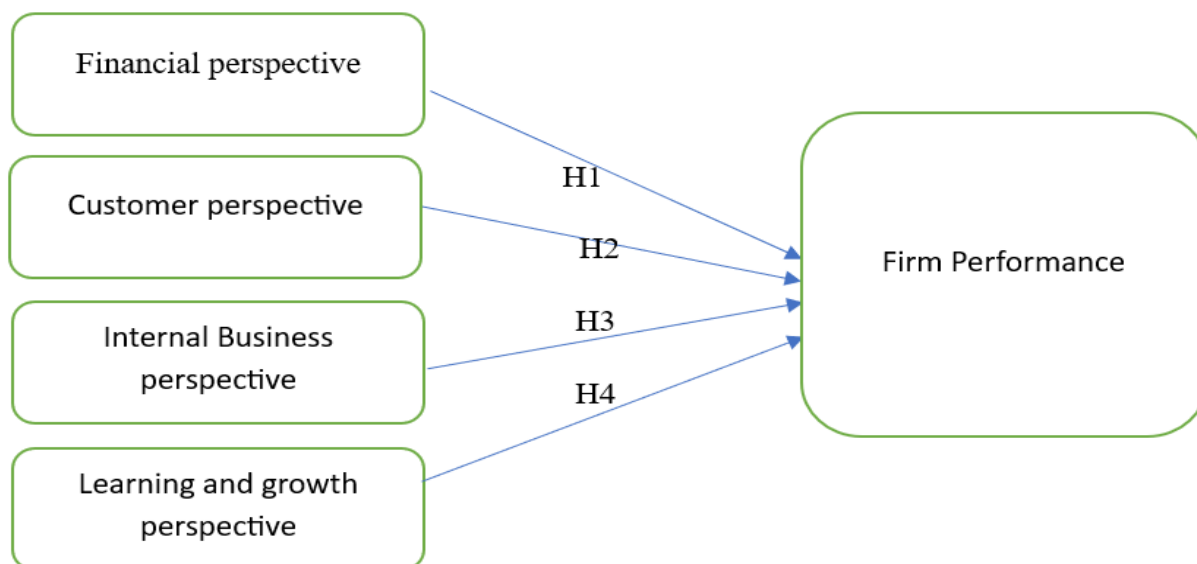 Financial perspective
H1
Customer perspective
H2
Firm Performance
Internal Business
perspective
H3
H4
Learning and growth
perspective